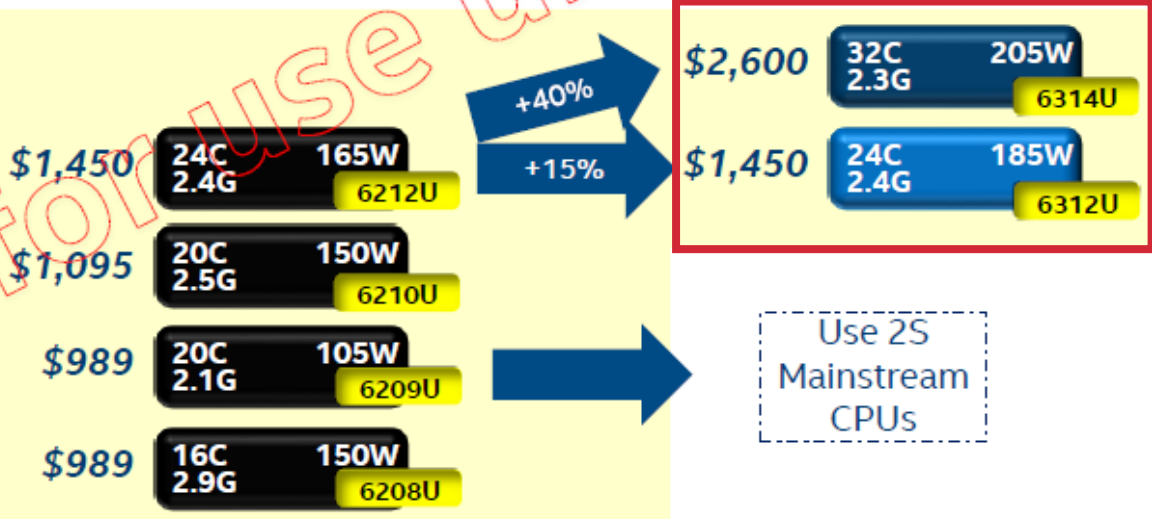 for use u
$2,600
32C 205W
2.3G
6314U
+40%
$1,450
24C 165W
2.4G
6212U
+15%
$1,450
24C 185W
2.4G
6312U
$1,095
20C 150W
2.5G
6210U
$989
20C 105W
2.1G
6209U
Use 2S
Mainstream
CPUs
$989
16C 150W
2.9G
6208U